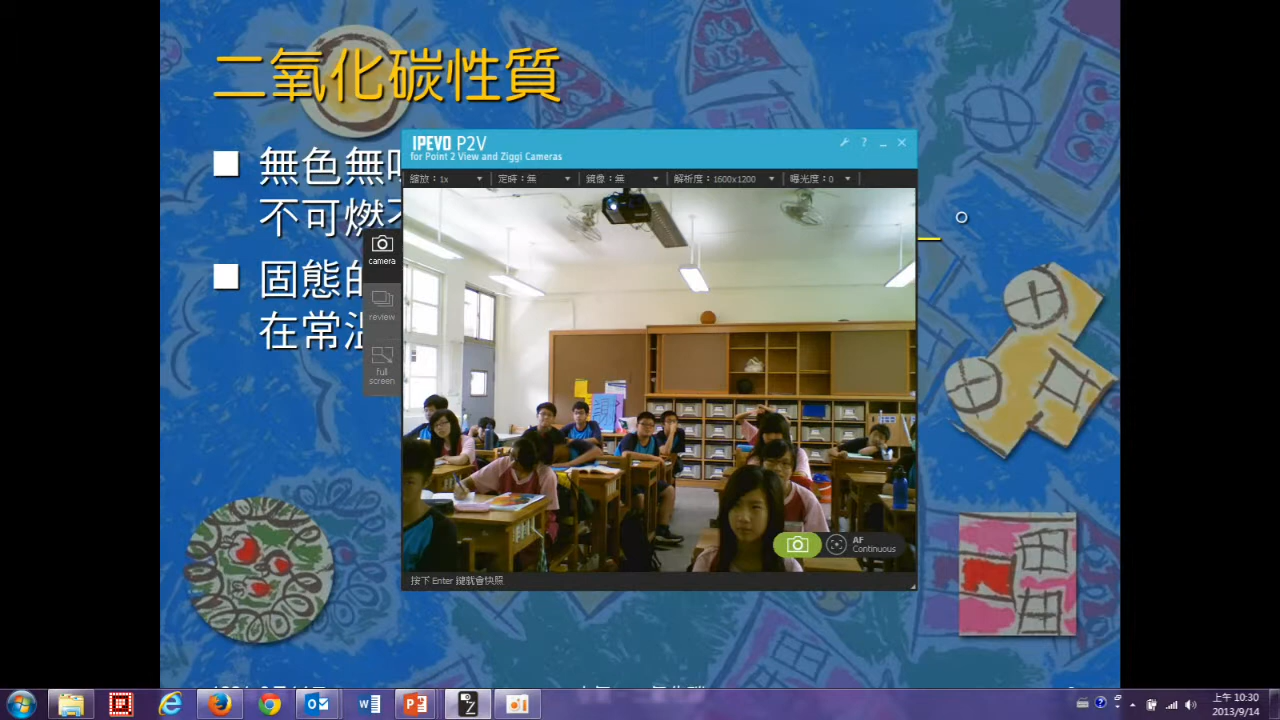 二氧化碳性質
無色無
不可燃
固態的
在常溫
IPEVO P2V
for Point 2 View and Ziggi Cameras
縮放：1x
定時：無
鏡像：無
解析度：1600x1200
曝光度：0
camera
review
full
screen
謝
AF
Continuous
按下 Enter 鍵就會快照
上午 10:30
2013/9/14